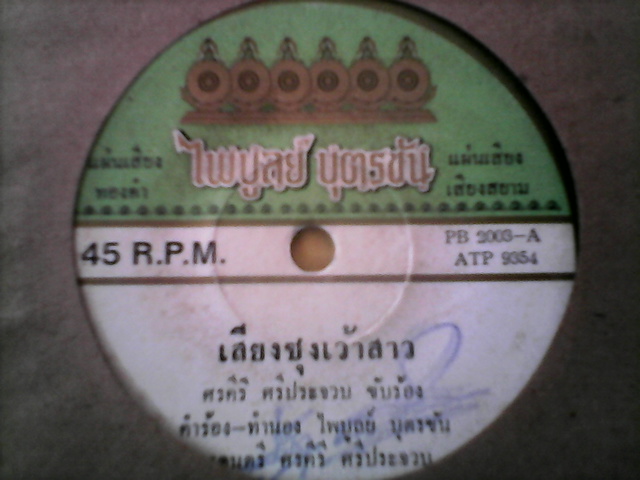 ไพบูลย์ บุตรขัน
แผ่นเสียง
ทองคำ
แผ่นเสียง
เสียงสยาม
45 R.P.M.
PB 2003-A
ATP 9354
เสียงซุงเว้าสาว
ศรคีรี ศรีประจวบ ขับร้อง
คำร้อง-ทำนอง ไพบูลย์ บุตรขัน
ดนตรี ศรคีรี ศรีประจวบ